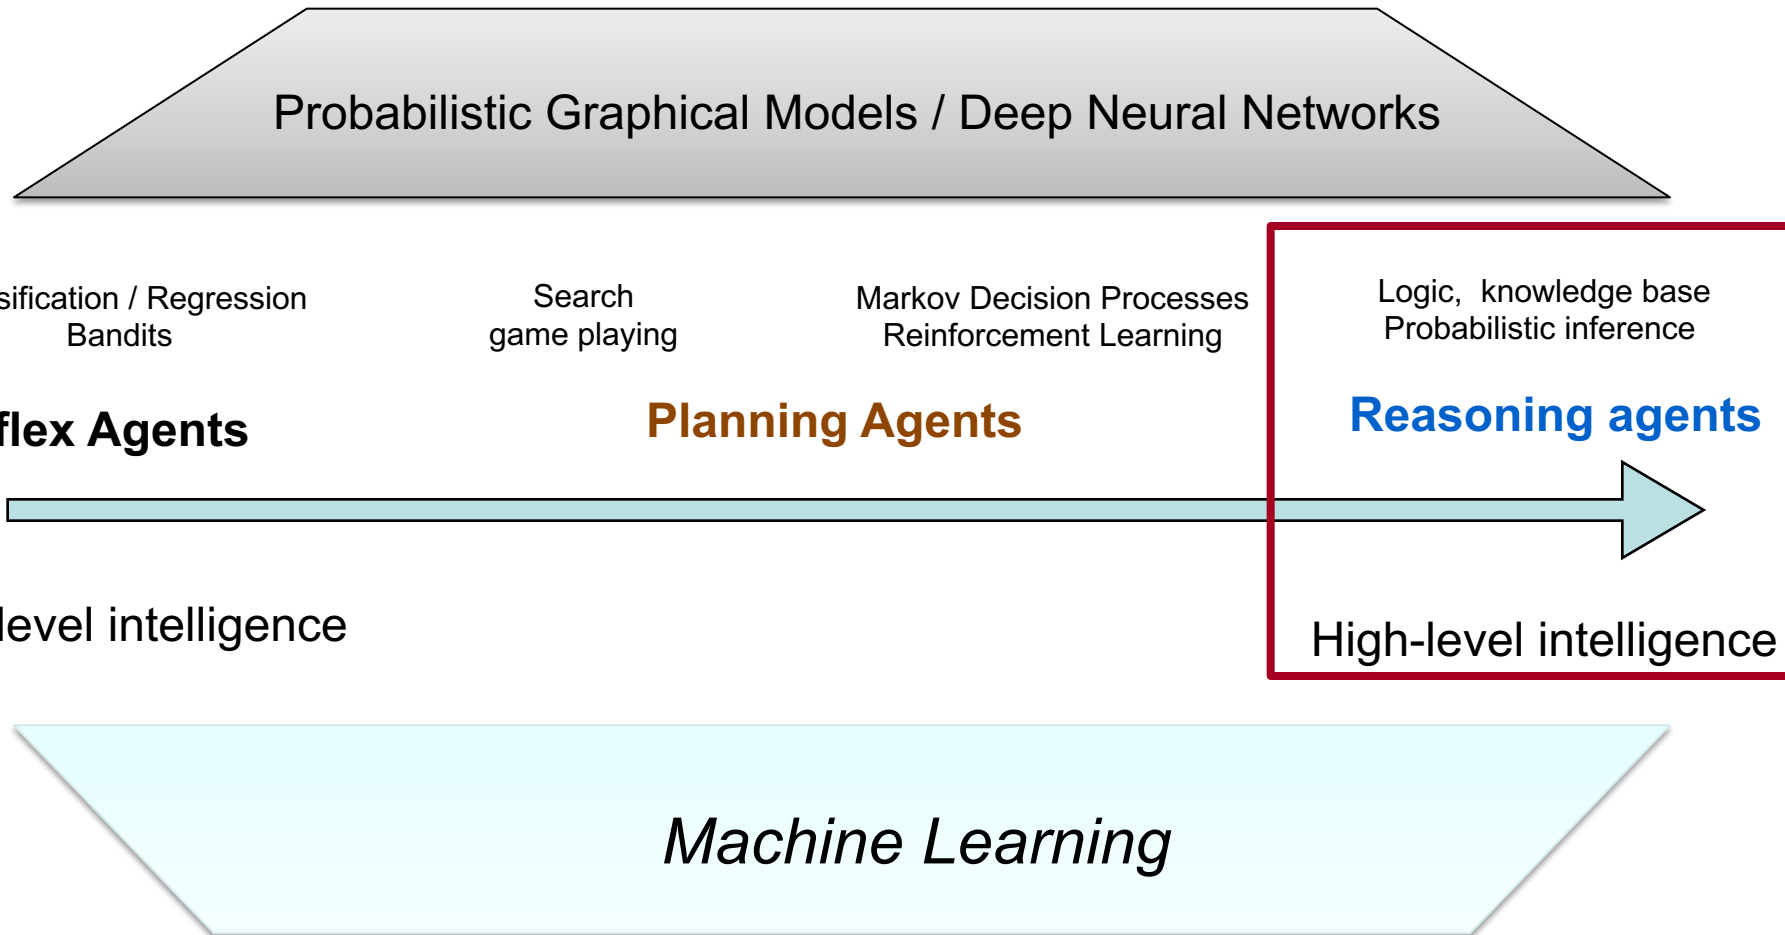 Probabilistic Graphical Models / Deep Neural Networks
sification / Regression
Bandits
Search
game playing
Markov Decision Processes
Reinforcement Learning
Logic, knowledge base
Probabilistic inference
flex Agents
Planning Agents
Reasoning agents
level intelligence
High-level intelligence
Machine Learning